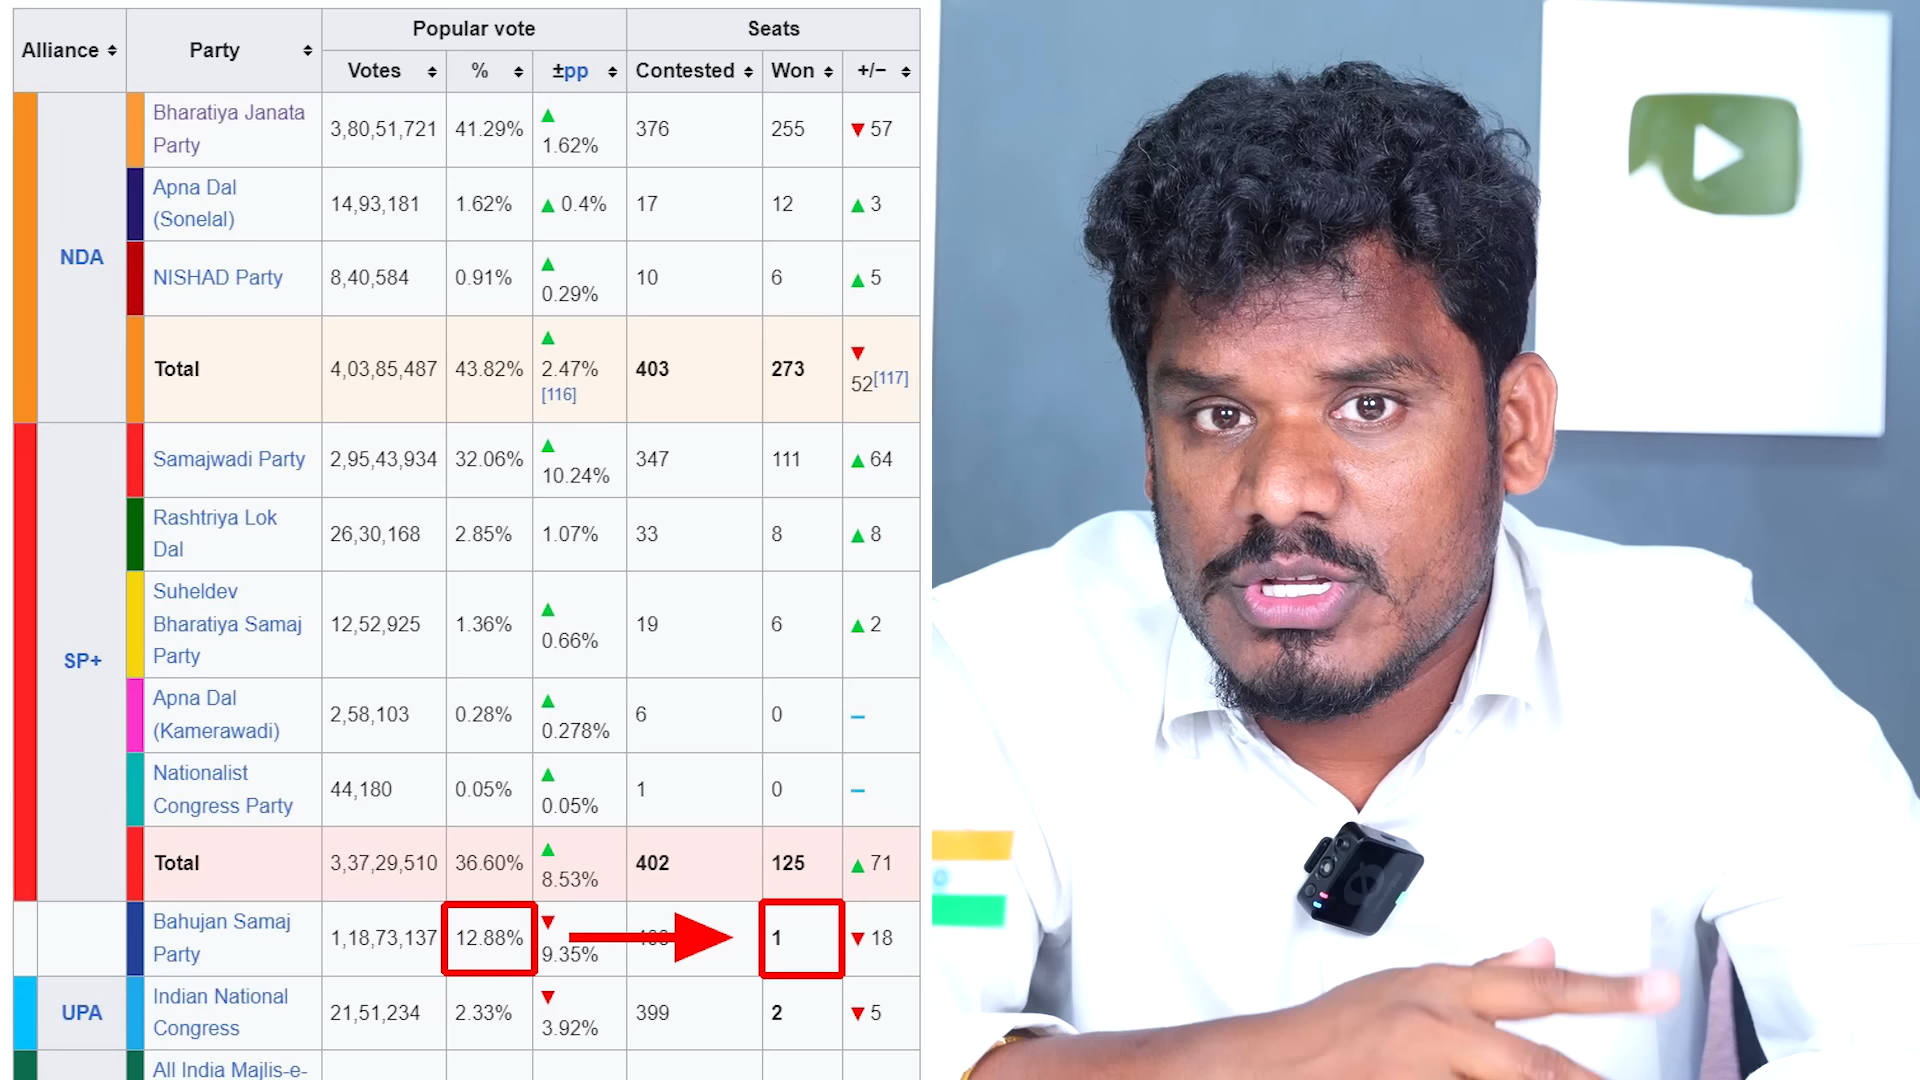 Alliance Party Popular vote Seats
Votes % ±pp Contested Won +/−
NDA
Bharatiya Janata Party 3,80,51,721 41.29% ▲ 1.62% 376 255 ▼ 57
Apna Dal (Sonelal) 14,93,181 1.62% ▲ 0.4% 17 12 ▲ 3
NISHAD Party 8,40,584 0.91% ▲ 0.29% 10 6 ▲ 5
Total 4,03,85,487 43.82% ▲ 2.47% [116] 403 273 ▼ 52[117]
SP+
Samajwadi Party 2,95,43,934 32.06% ▲ 10.24% 347 111 ▲ 64
Rashtriya Lok Dal 26,30,168 2.85% 1.07% 33 8 ▲ 8
Suheldev Bharatiya Samaj Party 12,52,925 1.36% ▲ 0.66% 19 6 ▲ 2
Apna Dal (Kamerawadi) 2,58,103 0.28% ▲ 0.278% 6 0 –
Nationalist Congress Party 44,180 0.05% ▲ 0.05% 1 0 –
Total 3,37,29,510 36.60% ▲ 8.53% 402 125 ▲ 71
Bahujan Samaj Party 1,18,73,137 12.88% ▼ 9.35% 1 ▼ 18
UPA
Indian National Congress 21,51,234 2.33% ▼ 3.92% 399 2 ▼ 5
All India Majlis-e-